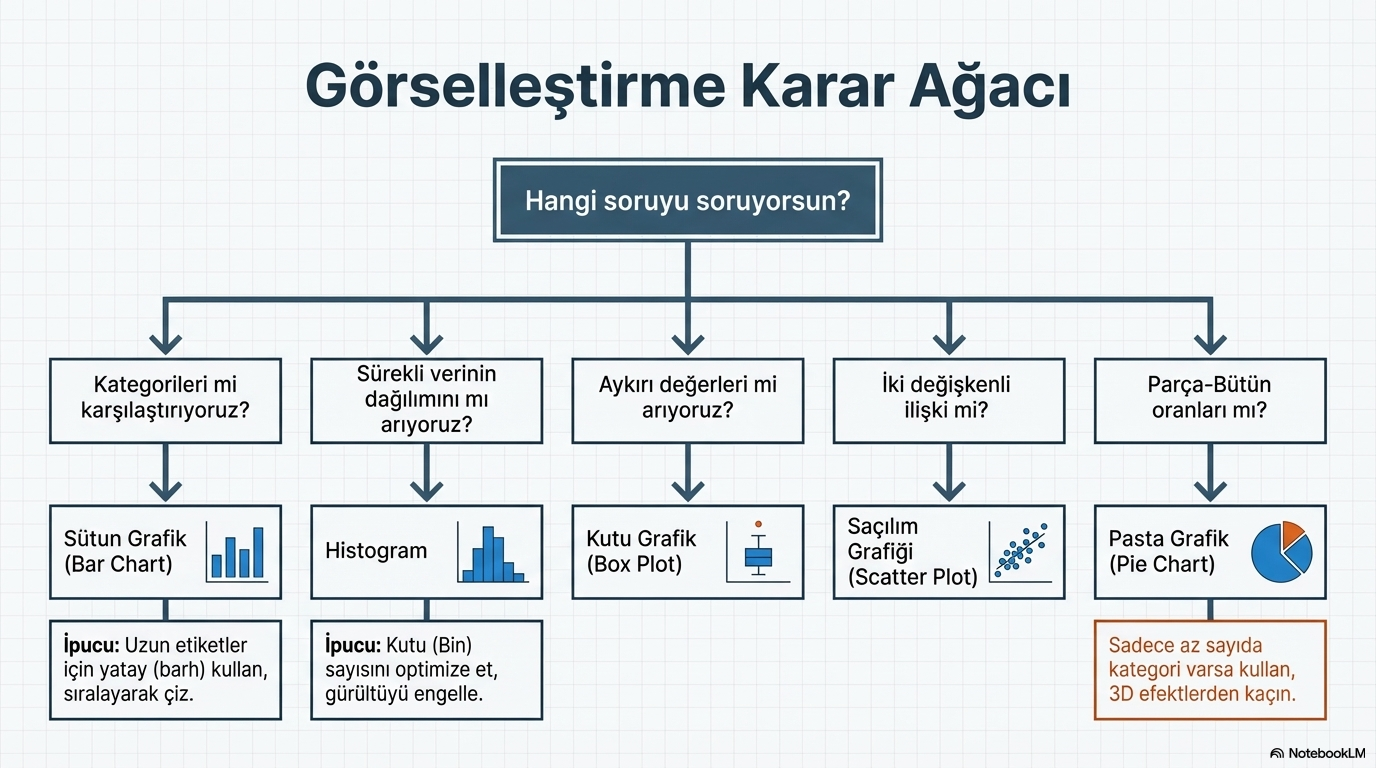 Görselleştirme Karar Ağacı
Hangi soruyu soruyorsun?
Kategorileri mi
karşılaştırıyoruz?
Sürekli verinin
dağılımını mı
arıyoruz?
Aykırı değerleri mi
arıyoruz?
İki değişkenli
ilişki mi?
Parça-Bütün
oranları mı?
Sütun Grafik
(Bar Chart)
Histogram
Kutu Grafik
(Box Plot)
Saçılım
Grafiği
(Scatter Plot)
Pasta Grafik
(Pie Chart)
İpucu: Uzun etiketler
için yatay (barh) kullan,
sıralayarak çiz.
İpucu: Kutu (Bin)
sayısını optimize et,
gürültüyü engelle.
Sadece az sayıda
kategori varsa kullan,
3D efektlerden kaçın.
NotebookLM